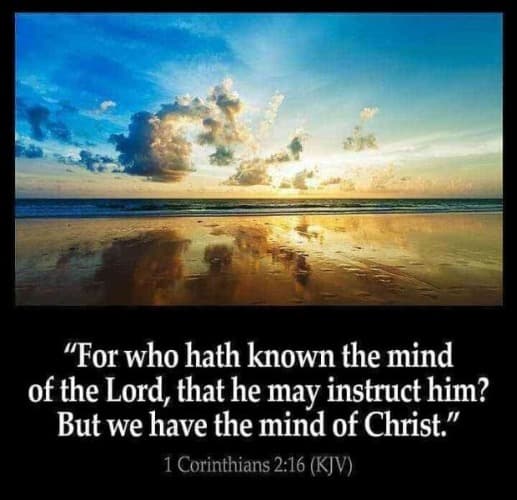 “For who hath known the mind
of the Lord, that he may instruct him?
But we have the mind of Christ.”
1 Corinthians 2:16 (KJV)